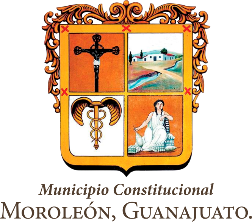 Municipio Constitucional
MOROLEÓN, GUANAJUATO.